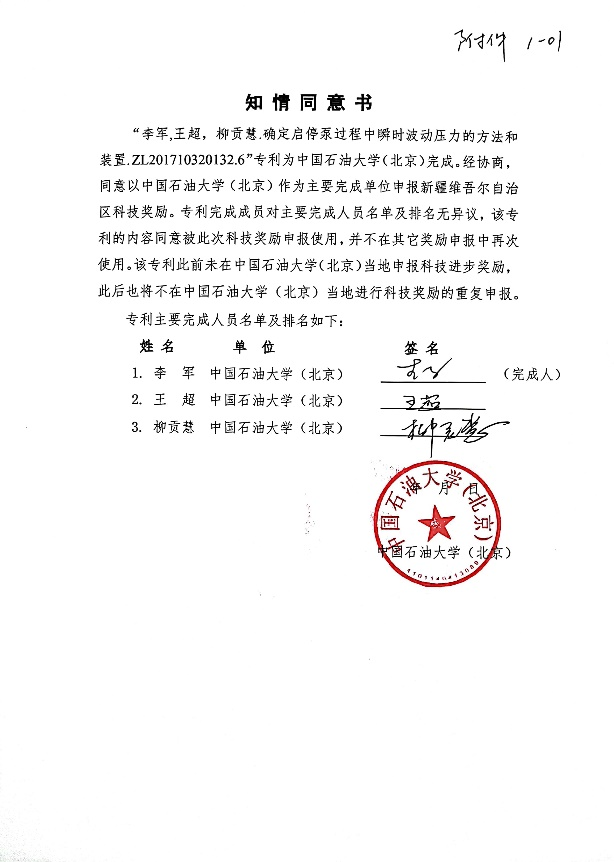 附件 1-01
知情同意书
“李军,王超，柳贡慧.确定启停泵过程中瞬时波动压力的方法和
装置.ZL201710320132.6”专利为中国石油大学(北京)完成。经协商，
同意以中国石油大学（北京）作为主要完成单位申报新疆维吾尔自治
区科技奖励。专利完成成员对主要完成人员名单及排名无异议，该专
利的内容同意被此次科技奖励申报使用，并不在其它奖励申报中再次
使用。该专利此前未在中国石油大学（北京）当地申报科技进步奖励，
此后也将不在中国石油大学（北京）当地进行科技奖励的重复申报。
专利主要完成人员名单及排名如下：
姓名 单位 签名
1. 李 军 中国石油大学（北京） （完成人）
2. 王 超 中国石油大学（北京） 王超
3. 柳贡慧 中国石油大学（北京） 柳贡慧
月 日
中国石油大学(北京)
中国石油大学（北京）